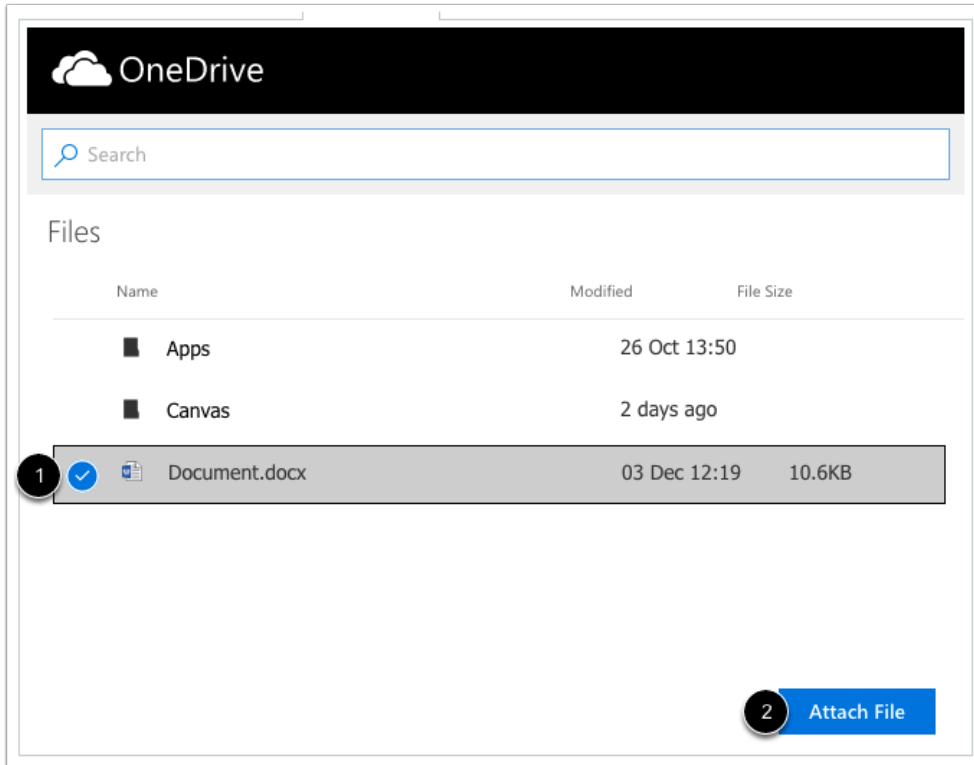 OneDrive
Search
Files
Name Modified File Size
Apps 26 Oct 13:50
Canvas 2 days ago
1 Document.docx 03 Dec 12:19 10.6KB
2 Attach File